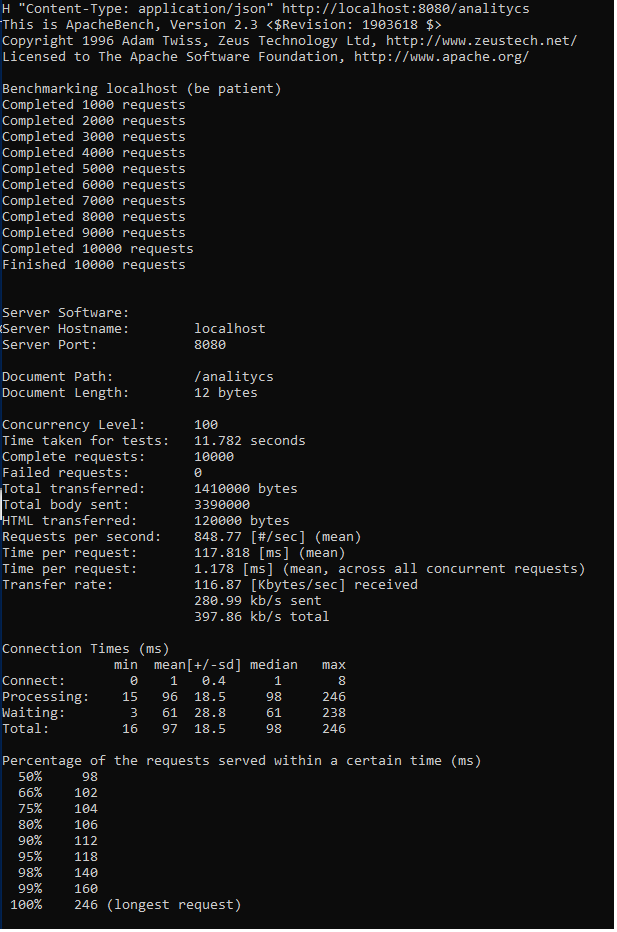 H "Content-Type: application/json" http://localhost:8080/analitycs
This is ApacheBench, Version 2.3 <$Revision: 1903618 $>
Copyright 1996 Adam Twiss, Zeus Technology Ltd, http://www.zeustech.net/
Licensed to The Apache Software Foundation, http://www.apache.org/

Benchmarking localhost (be patient)
Completed 1000 requests
Completed 2000 requests
Completed 3000 requests
Completed 4000 requests
Completed 5000 requests
Completed 6000 requests
Completed 7000 requests
Completed 8000 requests
Completed 9000 requests
Completed 10000 requests
Finished 10000 requests

Server Software:
Server Hostname:        localhost
Server Port:            8080

Document Path:          /analitycs
Document Length:        12 bytes

Concurrency Level:      100
Time taken for tests:   11.782 seconds
Complete requests:      10000
Failed requests:        0
Total transferred:      1410000 bytes
Total body sent:        3390000
HTML transferred:       120000 bytes
Requests per second:    848.77 [#/sec] (mean)
Time per request:       117.818 [ms] (mean)
Time per request:       1.178 [ms] (mean, across all concurrent requests)
Transfer rate:          116.87 [Kbytes/sec] received
                        280.99 kb/s sent
                        397.86 kb/s total

Connection Times (ms)
              min  mean[+/-sd] median   max
Connect:        0    1   0.4      1       8
Processing:    15   96  18.5     98     246
Waiting:        3   61  28.8     61     238
Total:         16   97  18.5     98     246

Percentage of the requests served within a certain time (ms)
  50%     98
  66%    102
  75%    104
  80%    106
  90%    112
  95%    118
  98%    140
  99%    160
 100%    246 (longest request)